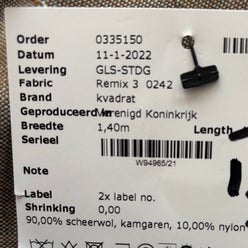 Order 0335150
Datum 11-1-2022
Levering GLS-STDG
Fabric Remix 3 0242
Brand kvadrat
Geproduceerd in Verenigd Koninkrijk
Breedte 1,40m Length
Serieel
W94965/21
Note
Label 2x label no.
Shrinking 0,00
90,00% scheerwol, kamgaren, 10,00% nylon